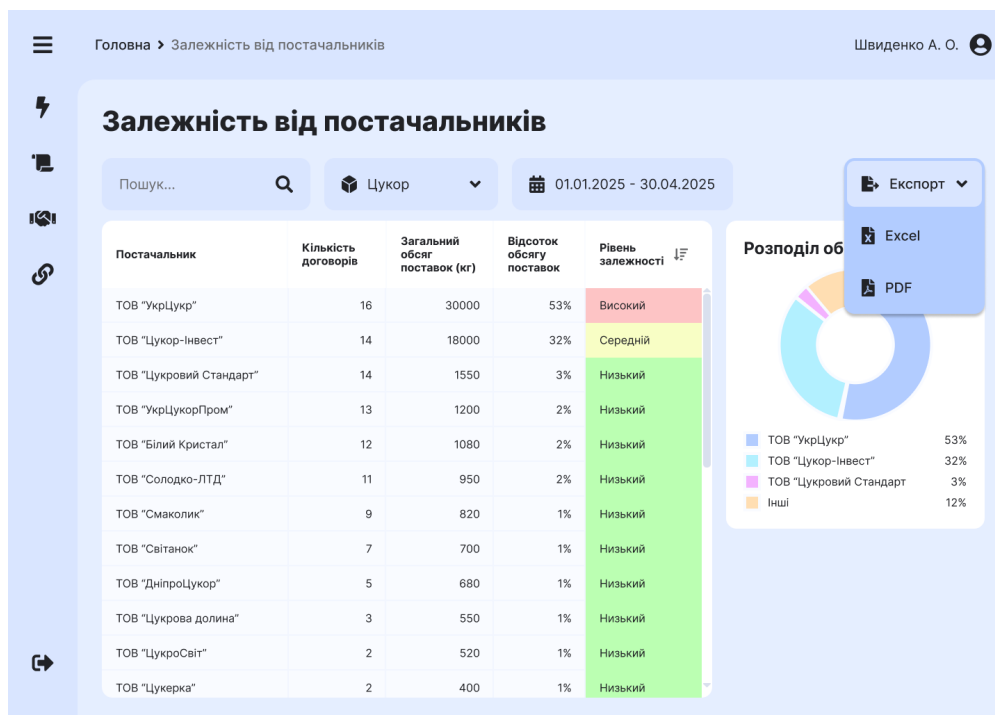 Головна > Залежність від постачальників
Швиденко А. О.
Залежність від постачальників
Пошук...
Цукор
01.01.2025 - 30.04.2025
Експорт
Excel
PDF
Постачальник Кількість договорів Загальний обсяг поставок (кг) Відсоток обсягу поставок Рівень залежності
ТОВ "УкрЦукр" 16 30000 53% Високий
ТОВ "Цукор-Інвест" 14 18000 32% Середній
ТОВ "Цукровий Стандарт" 14 1550 3% Низький
ТОВ "УкрЦукорПром" 13 1200 2% Низький
ТОВ "Білий Кристал" 12 1080 2% Низький
ТОВ "Солодко-ЛТД" 11 950 2% Низький
ТОВ "Смаколик" 9 820 1% Низький
ТОВ "Світанок" 7 700 1% Низький
ТОВ "ДніпроЦукор" 5 680 1% Низький
ТОВ "Цукрова долина" 3 550 1% Низький
ТОВ "ЦукроСвіт" 2 520 1% Низький
ТОВ "Цукерка" 2 400 1% Низький
Розподіл об
ТОВ "УкрЦукр" 53%
ТОВ "Цукор-Інвест" 32%
ТОВ "Цукровий Стандарт 3%
Інші 12%